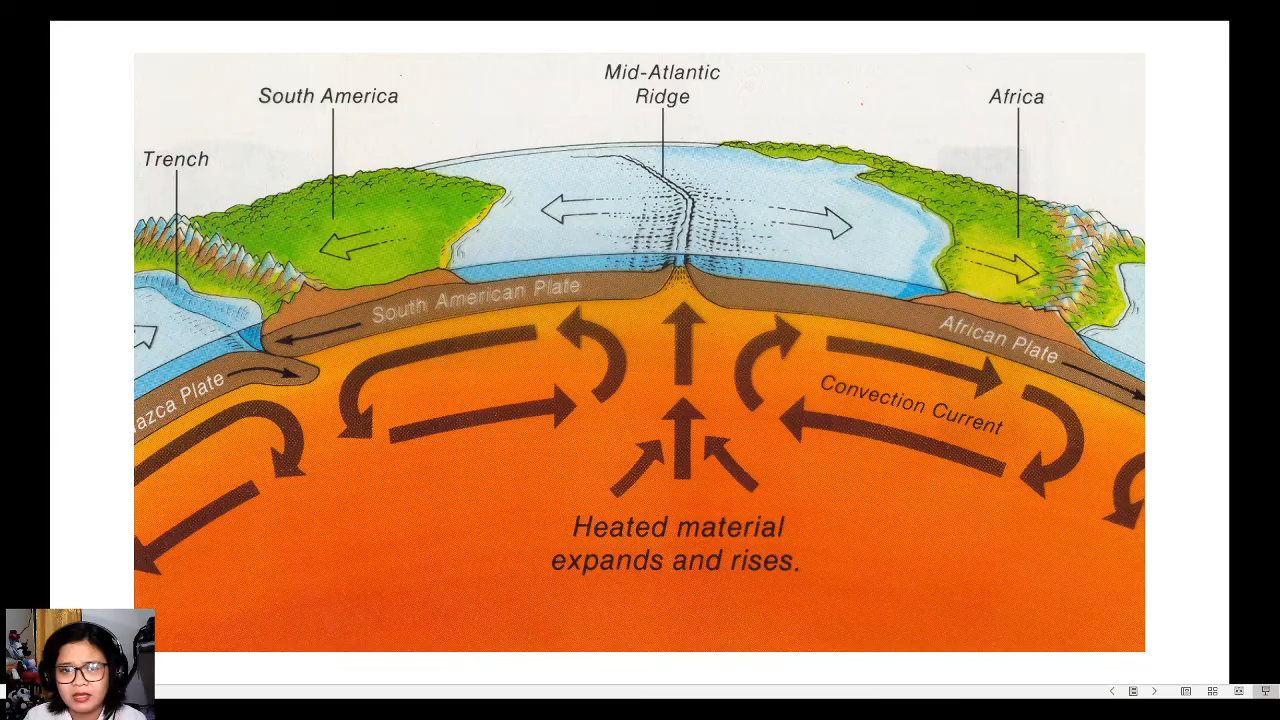 Mid-Atlantic
Ridge
South America
Africa
Trench
South American Plate
African Plate
azca Plate
Convection Current
Heated material
expands and rises.